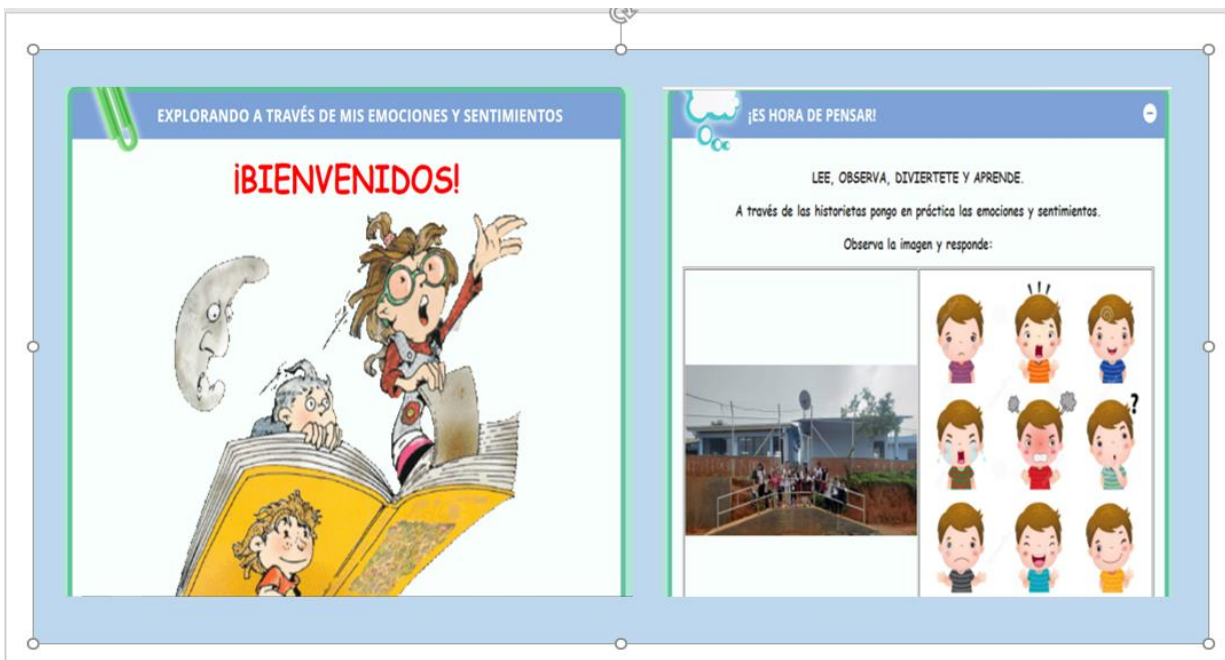 EXPLORANDO A TRAVÉS DE MIS EMOCIONES Y SENTIMIENTOS
¡BIENVENIDOS!
¡ES HORA DE PENSAR!
LEE, OBSERVA, DIVIERTETE Y APRENDE.
A través de las historietas pongo en práctica las emociones y sentimientos.
Observa la imagen y responde:
!!!
?